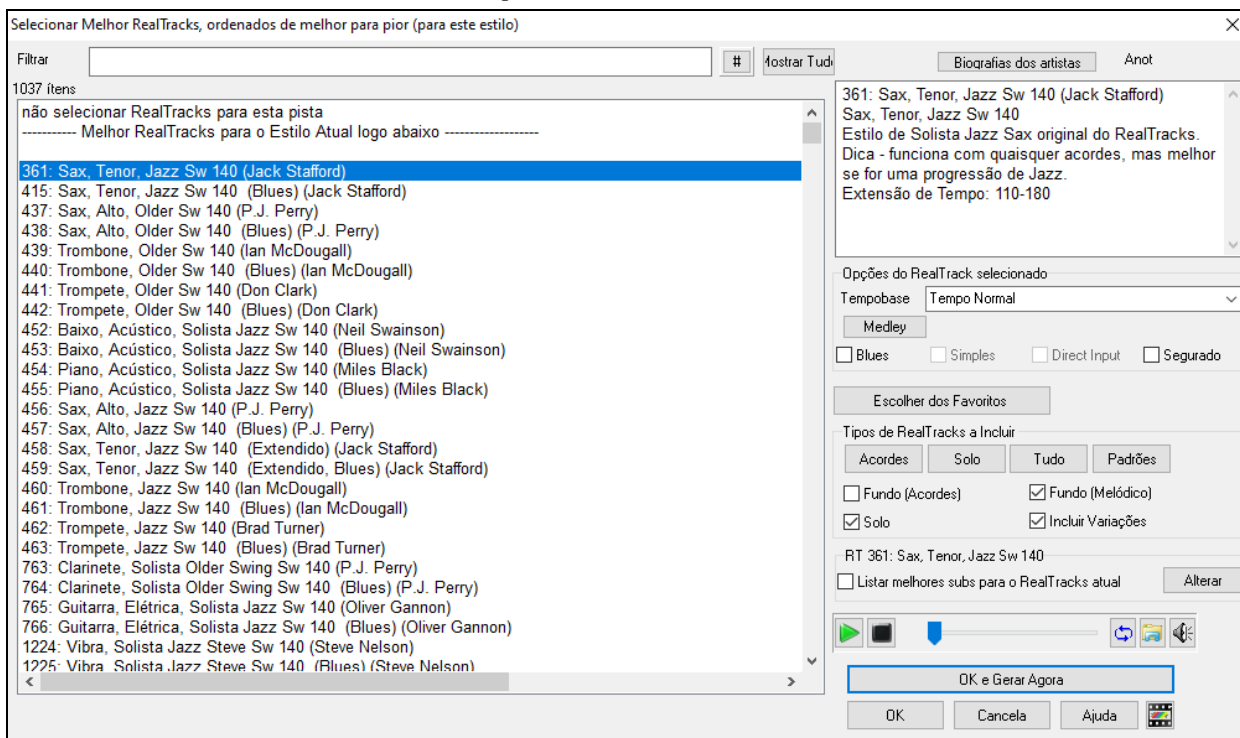 Selecionar Melhor RealTracks, ordenados de melhor para pior (para este estilo)
Filtrar
#
Mostrar Tud
Biografias dos artistas
Anot
1037 ítens
não selecionar RealTracks para esta pista
----------- Melhor RealTracks para o Estilo Atual logo abaixo -------------------
361: Sax, Tenor, Jazz Sw 140 (Jack Stafford)
415: Sax, Tenor, Jazz Sw 140  (Blues) (Jack Stafford)
437: Sax, Alto, Older Sw 140 (P.J. Perry)
438: Sax, Alto, Older Sw 140  (Blues) (P.J. Perry)
439: Trombone, Older Sw 140 (Ian McDougall)
440: Trombone, Older Sw 140  (Blues) (Ian McDougall)
441: Trompete, Older Sw 140 (Don Clark)
442: Trompete, Older Sw 140  (Blues) (Don Clark)
452: Baixo, Acústico, Solista Jazz Sw 140 (Neil Swainson)
453: Baixo, Acústico, Solista Jazz Sw 140  (Blues) (Neil Swainson)
454: Piano, Acústico, Solista Jazz Sw 140 (Miles Black)
455: Piano, Acústico, Solista Jazz Sw 140  (Blues) (Miles Black)
456: Sax, Alto, Jazz Sw 140 (P.J. Perry)
457: Sax, Alto, Jazz Sw 140  (Blues) (P.J. Perry)
458: Sax, Tenor, Jazz Sw 140  (Extendido) (Jack Stafford)
459: Sax, Tenor, Jazz Sw 140  (Extendido, Blues) (Jack Stafford)
460: Trombone, Jazz Sw 140 (Ian McDougall)
461: Trombone, Jazz Sw 140  (Blues) (Ian McDougall)
462: Trompete, Jazz Sw 140 (Brad Turner)
463: Trompete, Jazz Sw 140  (Blues) (Brad Turner)
763: Clarinete, Solista Older Swing Sw 140 (P.J. Perry)
764: Clarinete, Solista Older Swing Sw 140  (Blues) (P.J. Perry)
765: Guitarra, Elétrica, Solista Jazz Sw 140 (Oliver Gannon)
766: Guitarra, Elétrica, Solista Jazz Sw 140  (Blues) (Oliver Gannon)
1224: Vibra, Solista Jazz Steve Sw 140 (Steve Nelson)
1225: Vibra, Solista Jazz Steve Sw 140  (Blues) (Steve Nelson)
361: Sax, Tenor, Jazz Sw 140 (Jack Stafford)
Sax, Tenor, Jazz Sw 140
Estilo de Solista Jazz Sax original do RealTracks.
Dica - funciona com quaisquer acordes, mas melhor
se for uma progressão de Jazz.
Extensão de Tempo: 110-180
Opções do RealTrack selecionado
Tempobase
Tempo Normal
Medley
Blues
Simples
Direct Input
Segurado
Escolher dos Favoritos
Tipos de RealTracks a Incluir
Acordes
Solo
Tudo
Padrões
Fundo (Acordes)
Fundo (Melódico)
Solo
Incluir Variações
RT 361: Sax, Tenor, Jazz Sw 140
Listar melhores subs para o RealTracks atual
Alterar
OK e Gerar Agora
OK
Cancela
Ajuda